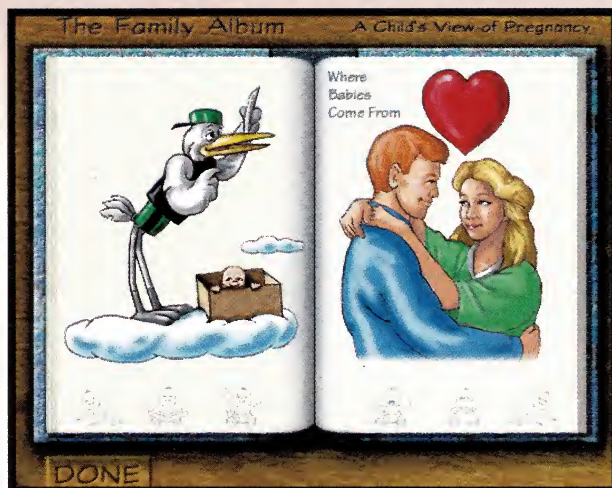 The Family Album
A Child's View of Pregnancy
Where
Babies
Come From
DONE